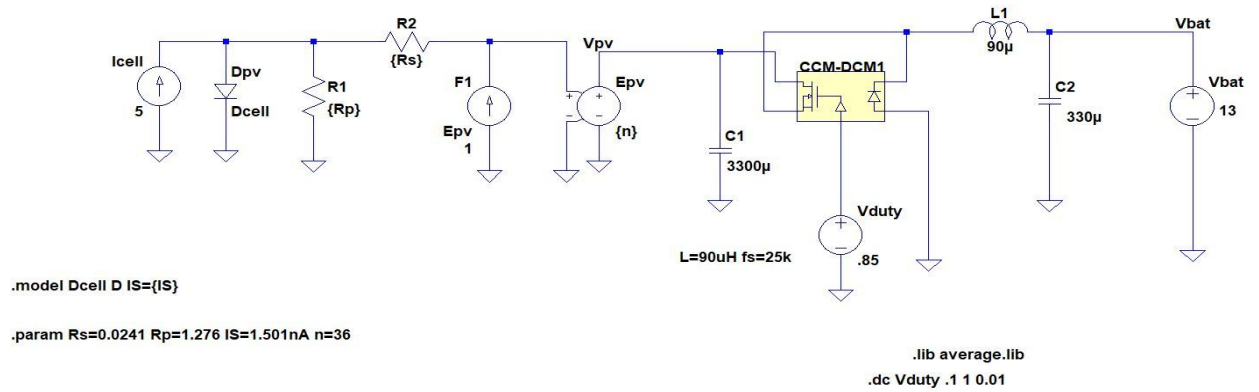 L1
R2
Vbat
90µ
Icell
{Rs}
Vpv
CCM-DCM1
Dpv
R1
F1
Epv
C2
Vbat
Dcell
{Rp}
5
330µ
13
Epv
{n}
C1
1
3300µ
Vduty
L=90uH fs=25k
.85
.model Dcell D IS={IS}
.param Rs=0.0241 Rp=1.276 IS=1.501nA n=36
.lib average.lib
.dc Vduty .1 1 0.01